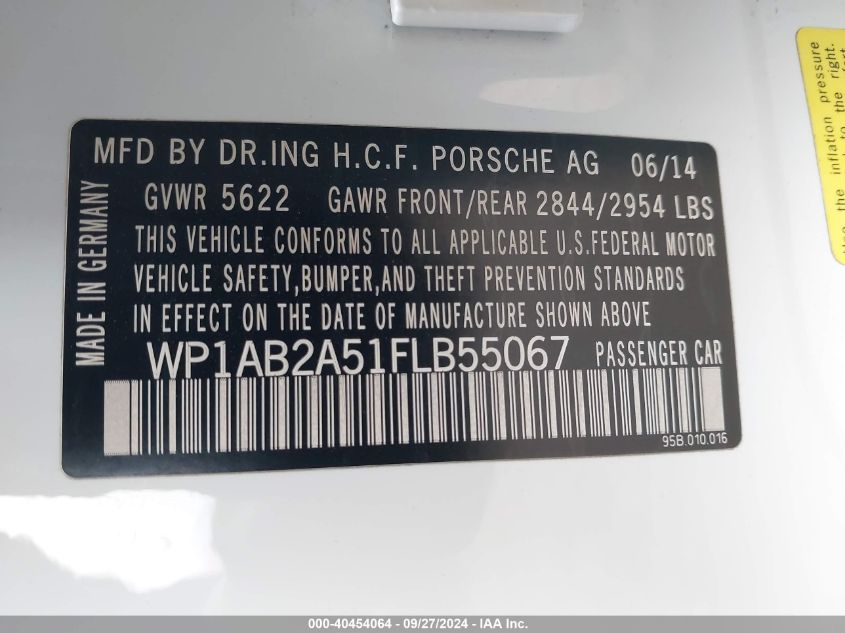 MFD BY DR.ING H.C.F. PORSCHE AG 06/14
GVWR 5622 GAWR FRONT/REAR 2844/2954 LBS
THIS VEHICLE CONFORMS TO ALL APPLICABLE U.S.FEDERAL MOTOR
VEHICLE SAFETY,BUMPER,AND THEFT PREVENTION STANDARDS
IN EFFECT ON THE DATE OF MANUFACTURE SHOWN ABOVE
WP1AB2A51FLB55067 PASSENGER CAR
95B.010.016
MADE IN GERMANY
inflation pressure
the right.
the
000-40454064 - 09/27/2024 - IAA Inc.